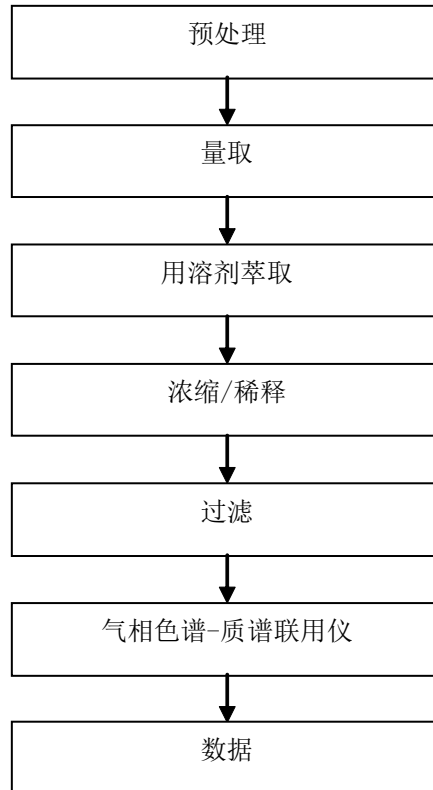 预处理
量取
用溶剂萃取
浓缩/稀释
过滤
气相色谱-质谱联用仪
数据